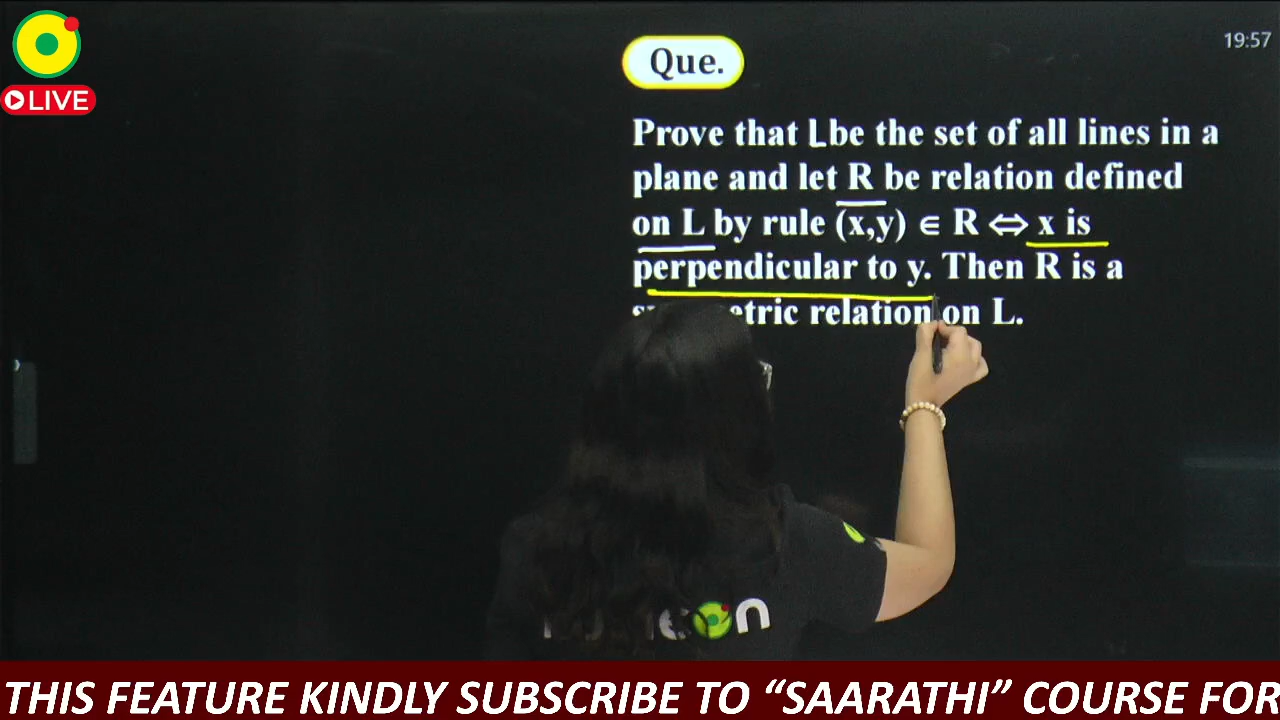 19:57
LIVE
Que.
Prove that L be the set of all lines in a
plane and let R be relation defined
on L by rule (x,y) ∈ R ⇔ x is
perpendicular to y. Then R is a
relation on L.
THIS FEATURE KINDLY SUBSCRIBE TO “SAARATHI” COURSE FOR